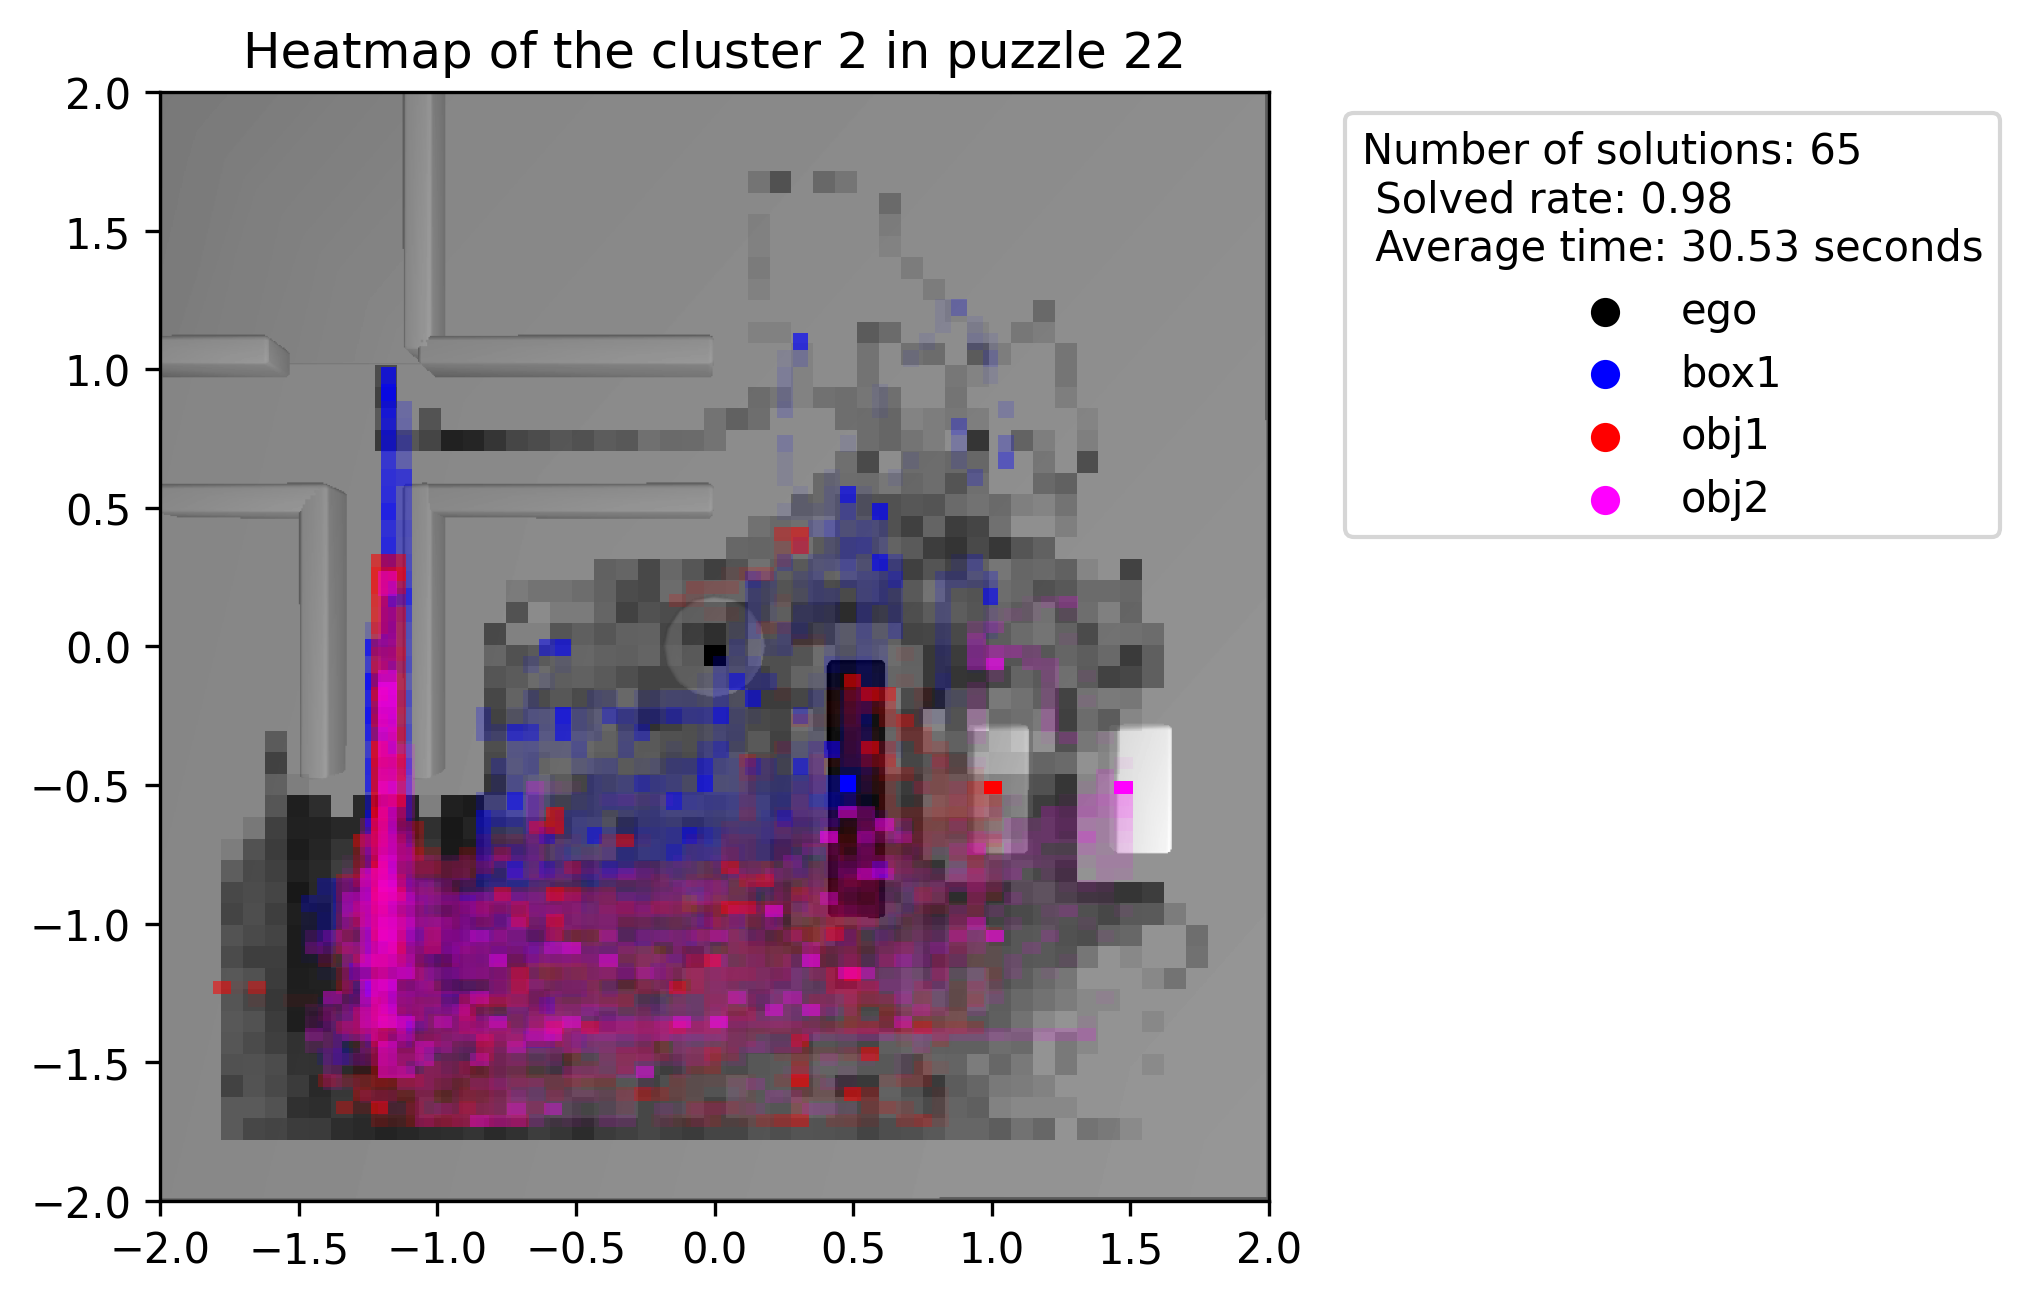 Heatmap of the cluster 2 in puzzle 22
2.0
1.5
1.0
0.5
0.0
−0.5
−1.0
−1.5
−2.0
−2.0 −1.5 −1.0 −0.5 0.0 0.5 1.0 1.5 2.0
Number of solutions: 65
Solved rate: 0.98
Average time: 30.53 seconds
ego
box1
obj1
obj2